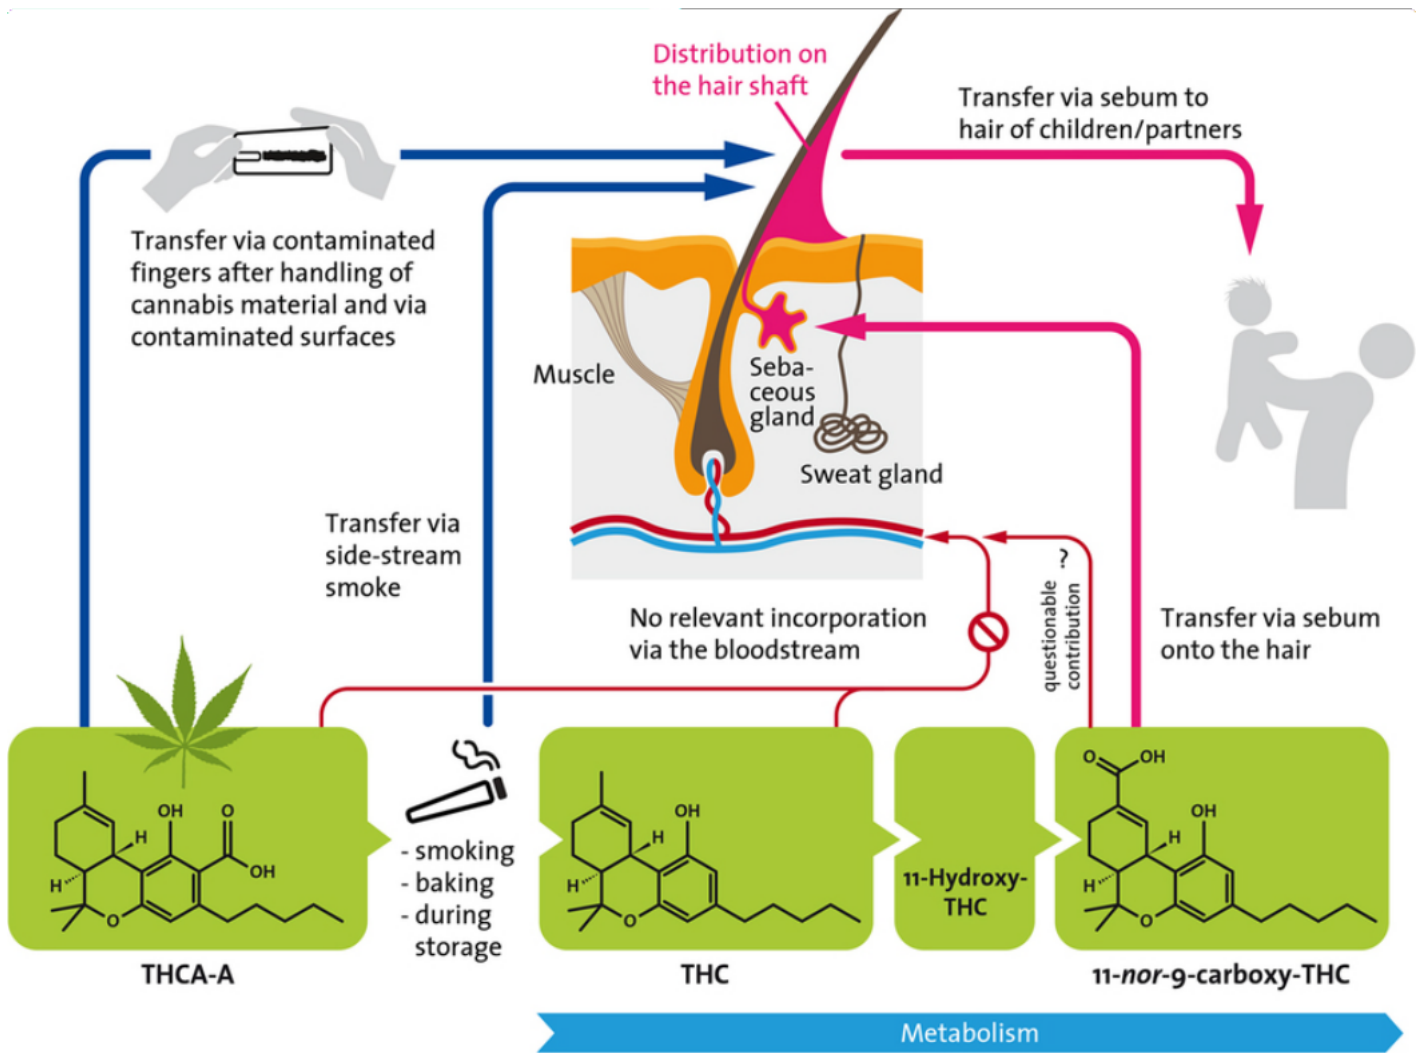 Distribution on
the hair shaft
Transfer via sebum to
hair of children/partners
Transfer via contaminated
fingers after handling of
cannabis material and via
contaminated surfaces
Muscle
Seba-
ceous
gland
Sweat gland
Transfer via
side-stream
smoke
No relevant incorporation
via the bloodstream
?
questionable
contribution
Transfer via sebum
onto the hair
OH
O
OH
H
H
O
THCA-A
- smoking
- baking
- during
storage
OH
H
H
O
THC
11-Hydroxy-
THC
O
OH
OH
H
H
O
11-nor-9-carboxy-THC
Metabolism